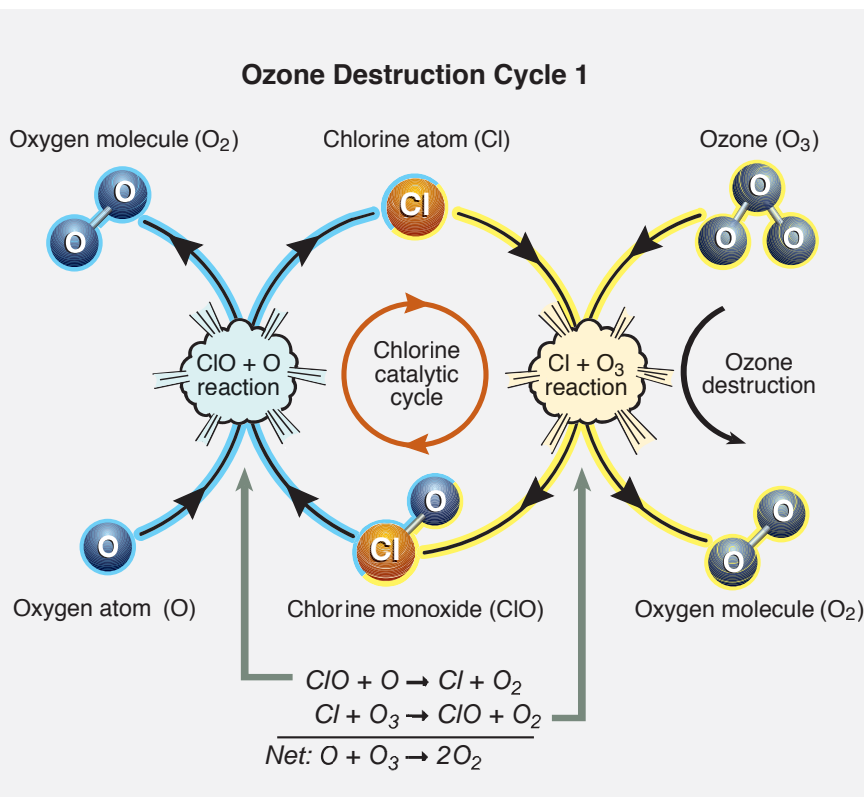 Ozone Destruction Cycle 1
Oxygen molecule (O₂)
Chlorine atom (Cl)
Ozone (O₃)
O
O
Cl
O
O
O
ClO + O
reaction
Chlorine
catalytic
cycle
Cl + O₃
reaction
Ozone
destruction
O
O
Cl
O
O
Oxygen atom (O)
Chlorine monoxide (ClO)
Oxygen molecule (O₂)
ClO + O → Cl + O₂
Cl + O₃ → ClO + O₂
Net: O + O₃ → 2O₂